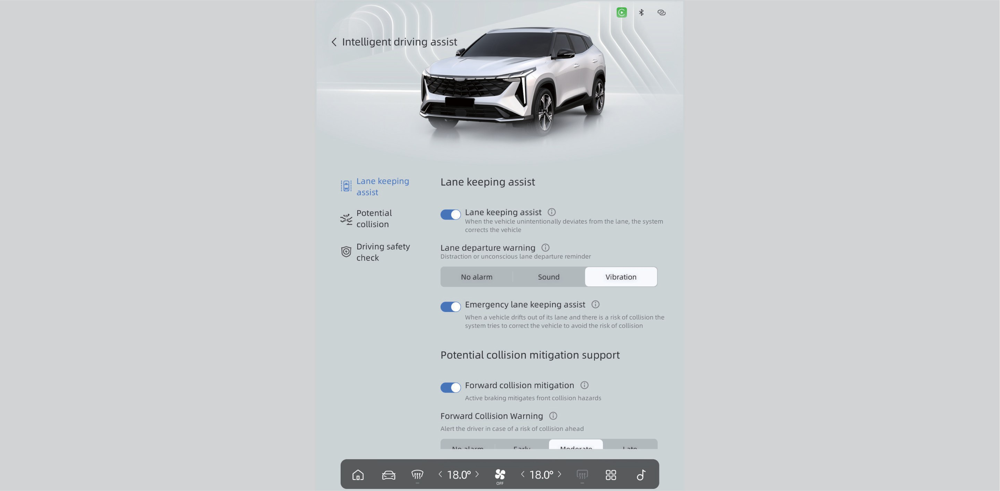 Intelligent driving assist
Lane keeping
assist
Potential
collision
Driving safety
check
Lane keeping assist
Lane keeping assist
When the vehicle unintentionally deviates from the lane, the system
corrects the vehicle
Lane departure warning
Distraction or unconscious lane departure reminder
No alarm Sound Vibration
Emergency lane keeping assist
When a vehicle drifts out of its lane and there is a risk of collision the
system tries to correct the vehicle to avoid the risk of collision
Potential collision mitigation support
Forward collision mitigation
Active braking mitigates front collision hazards
Forward Collision Warning
Alert the driver in case of a risk of collision ahead
No alarm Early Moderate Late
18.0° 18.0°
OFF